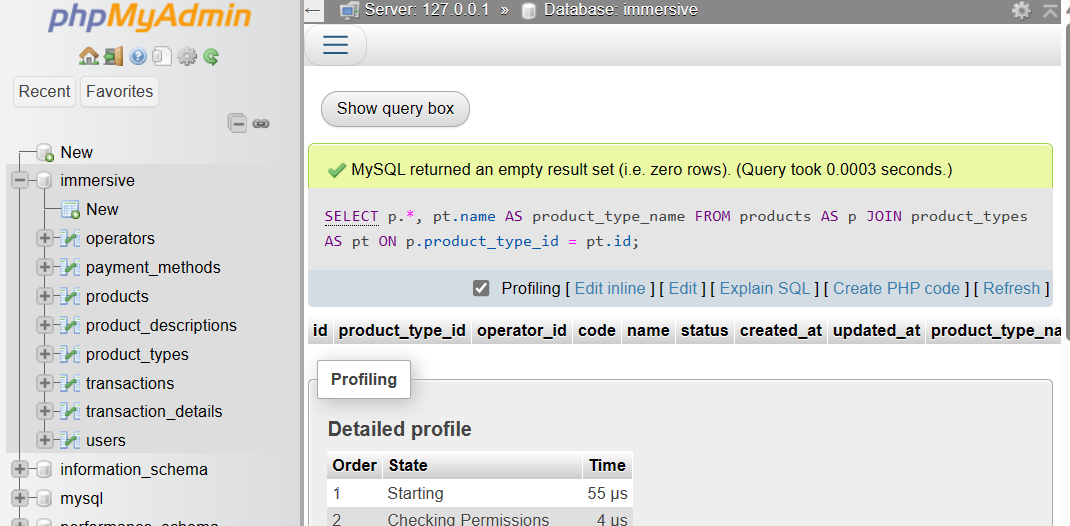 phpMyAdmin
Recent
Favorites
New
immersive
New
operators
payment_methods
products
product_descriptions
product_types
transactions
transaction_details
users
information_schema
mysql
performance_schema
← Server: 127.0.0.1 » Database: immersive
Show query box
MySQL returned an empty result set (i.e. zero rows). (Query took 0.0003 seconds.)
SELECT p.*, pt.name AS product_type_name FROM products AS p JOIN product_types
AS pt ON p.product_type_id = pt.id;
Profiling [ Edit inline ] [ Edit ] [ Explain SQL ] [ Create PHP code ] [ Refresh ]
id product_type_id operator_id code name status created_at updated_at product_type_na
Profiling
Detailed profile
Order State Time
1 Starting 55 µs
2 Checking Permissions 4 µs